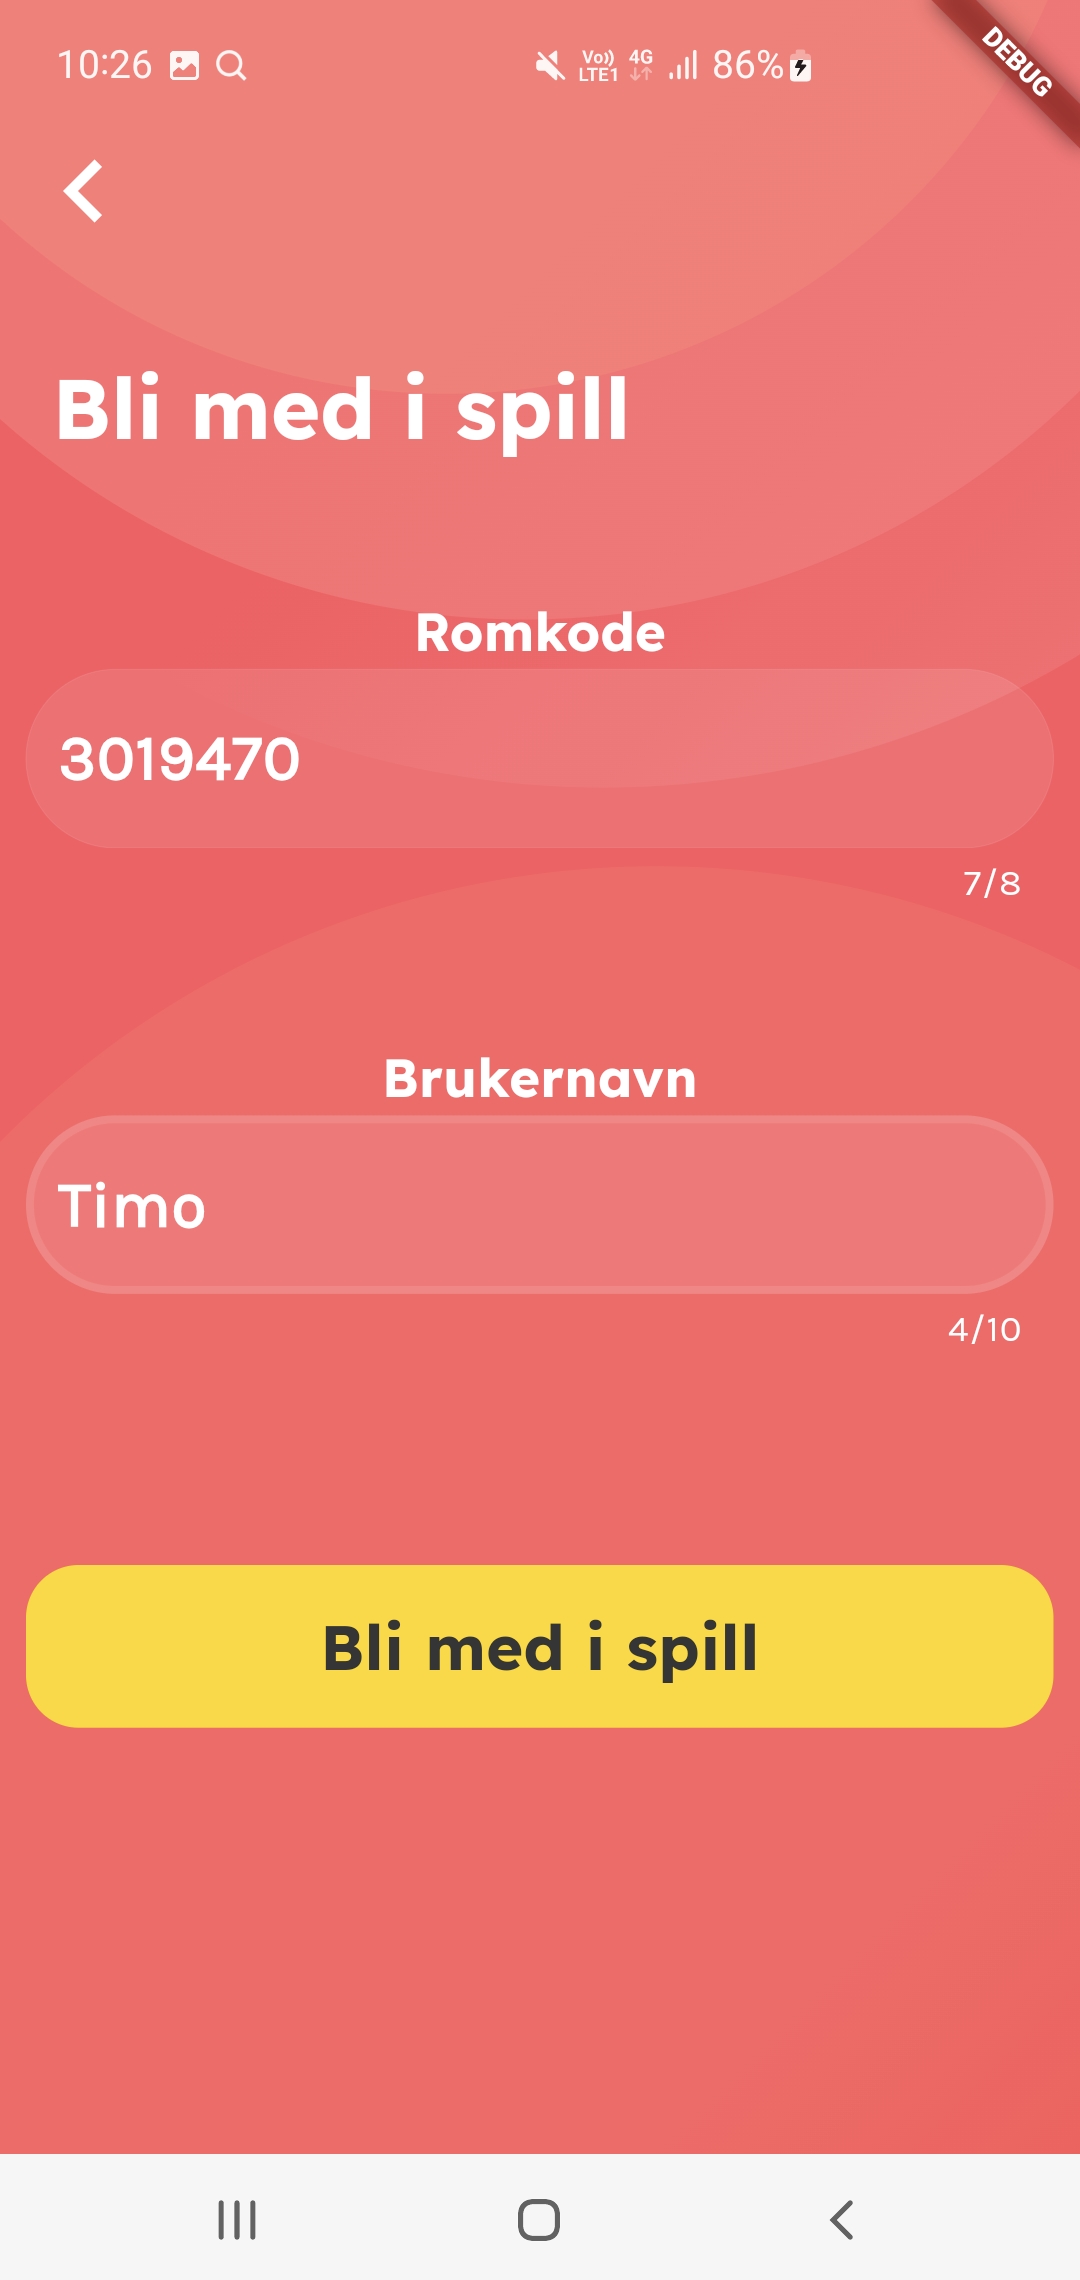 10:26
Vo)) 4G 86%
LTE1
DEBUG
Bli med i spill
Romkode
3019470
7/8
Brukernavn
Timo
4/10
Bli med i spill